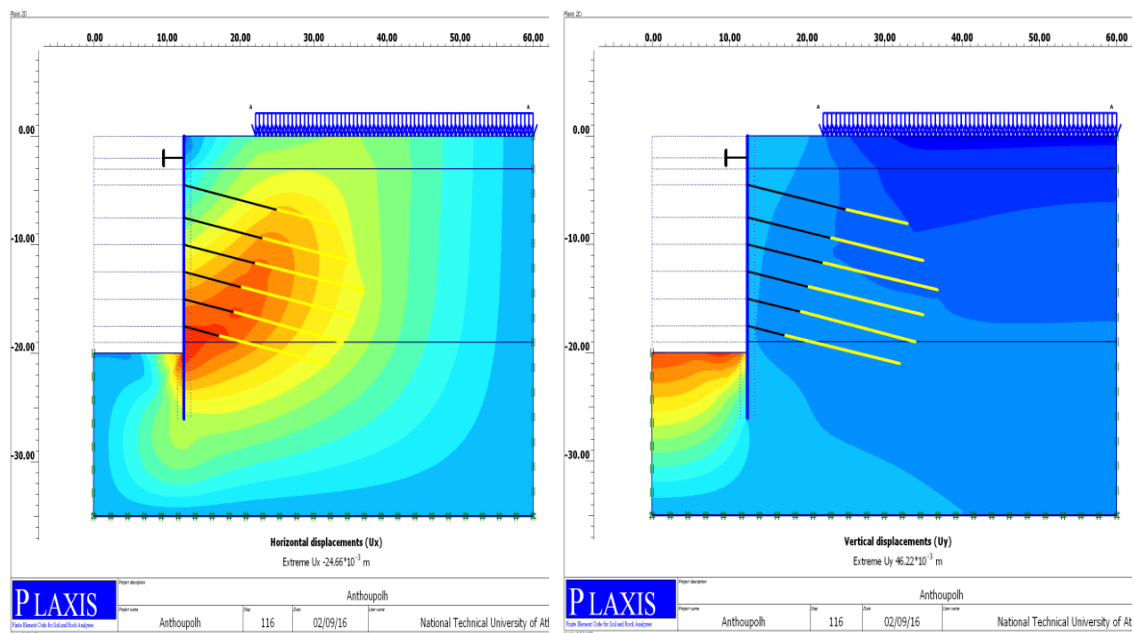 Plaxis 2D
0,00 10,00 20,00 30,00 40,00 50,00 60,00
A A
0.00
-10.00
-20.00
-30.00
Horizontal displacements (Ux)
Extreme Ux -24.66*10-3 m
PLAXIS
Finite Element Code for Soil and Rock Analyses
Project description
Anthoupolh
Project name
Anthoupolh
Step
116
Date
02/09/16
User name
National Technical University of Atl
Plaxis 2D
0.00 10.00 20.00 30.00 40.00 50.00 60.00
A A
0.00
-10.00
-20.00
-30.00
Vertical displacements (Uy)
Extreme Uy 46.22*10-3 m
PLAXIS
Finite Element Code for Soil and Rock Analyses
Project description
Anthoupolh
Project name
Anthoupolh
Step
116
Date
02/09/16
User name
National Technical University of Atl